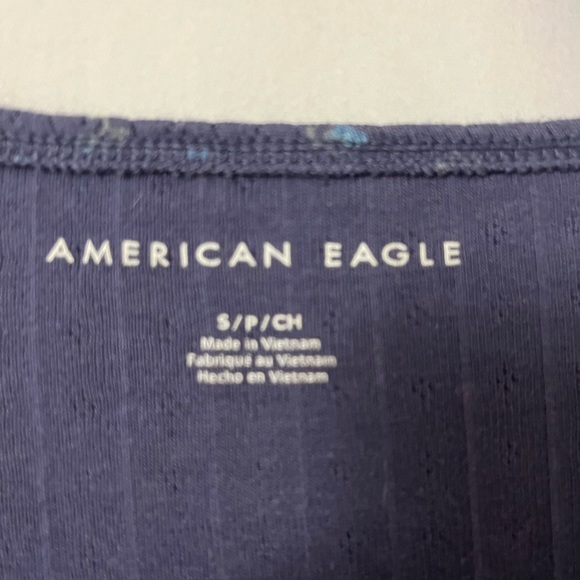 AMERICAN EAGLE
S/P/CH
Made in Vietnam
Fabriqué au Vietnam
Hecho en Vietnam